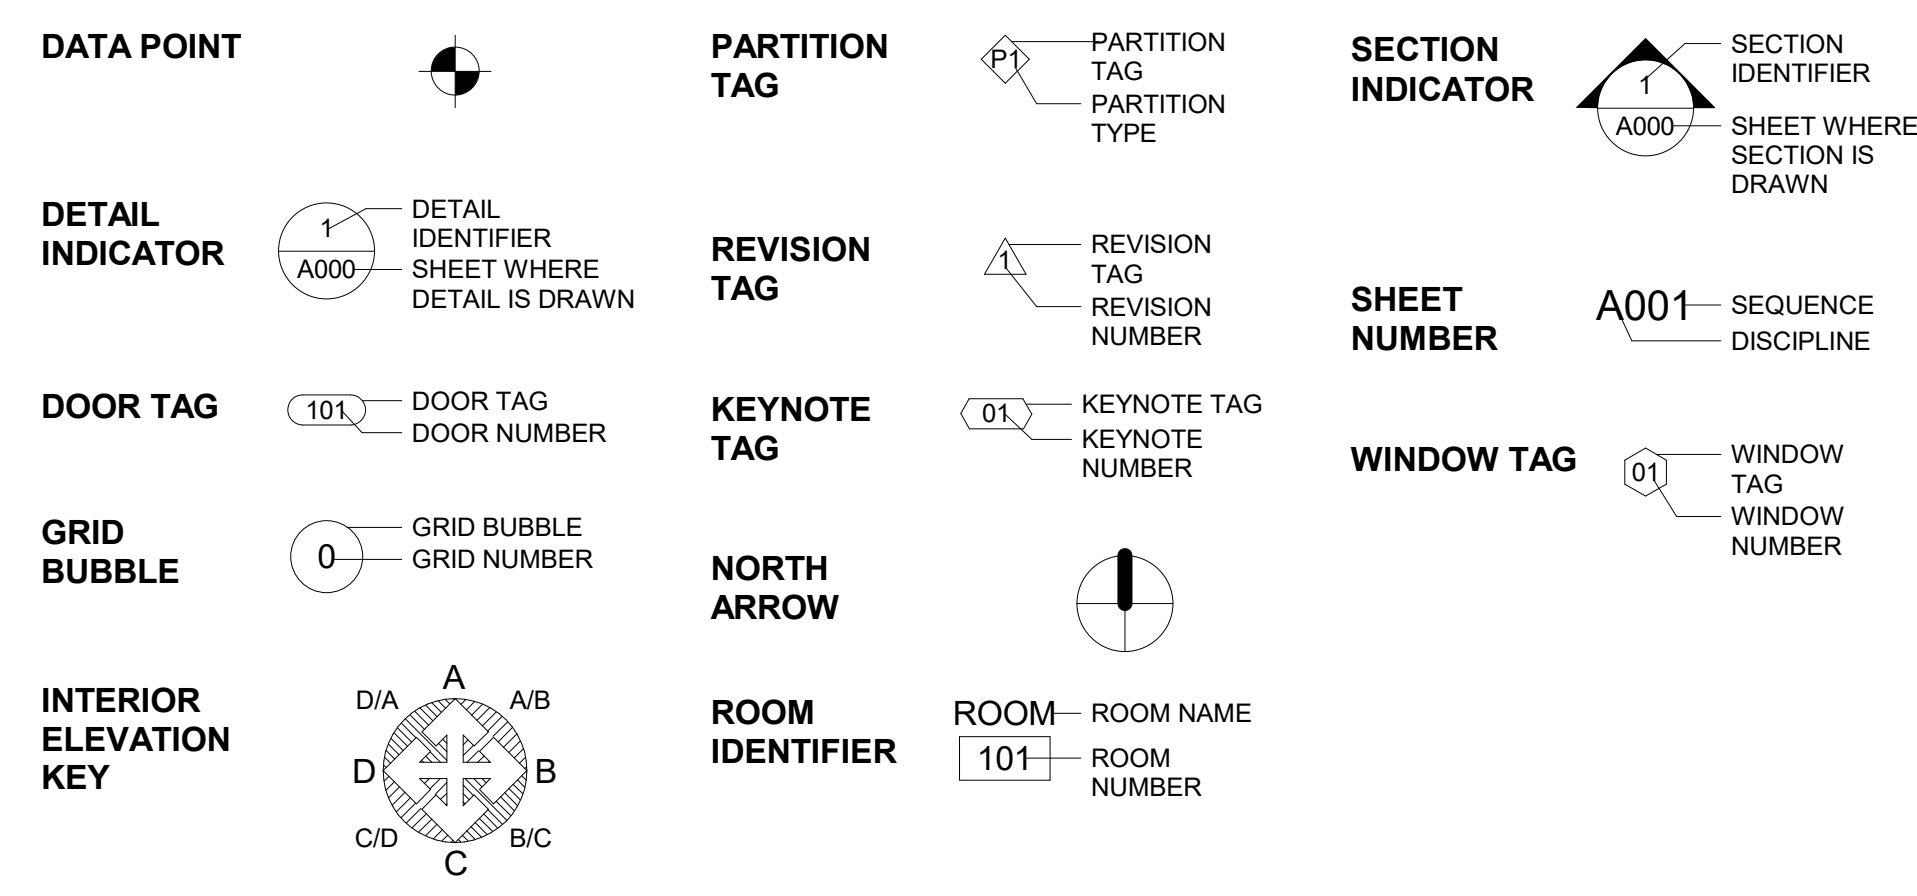 DATA POINT
DETAIL
INDICATOR
1
A000
DETAIL
IDENTIFIER
SHEET WHERE
DETAIL IS DRAWN
DOOR TAG
101
DOOR TAG
DOOR NUMBER
GRID
BUBBLE
0
GRID BUBBLE
GRID NUMBER
INTERIOR
ELEVATION
KEY
A
D/A
A/B
D
B
C/D
B/C
C
PARTITION
TAG
P1
PARTITION
TAG
PARTITION
TYPE
REVISION
TAG
1
REVISION
TAG
REVISION
NUMBER
KEYNOTE
TAG
01
KEYNOTE TAG
KEYNOTE
NUMBER
NORTH
ARROW
ROOM
IDENTIFIER
ROOM
101
ROOM NAME
ROOM
NUMBER
SECTION
INDICATOR
1
A000
SECTION
IDENTIFIER
SHEET WHERE
SECTION IS
DRAWN
SHEET
NUMBER
A001
SEQUENCE
DISCIPLINE
WINDOW TAG
01
WINDOW
TAG
WINDOW
NUMBER